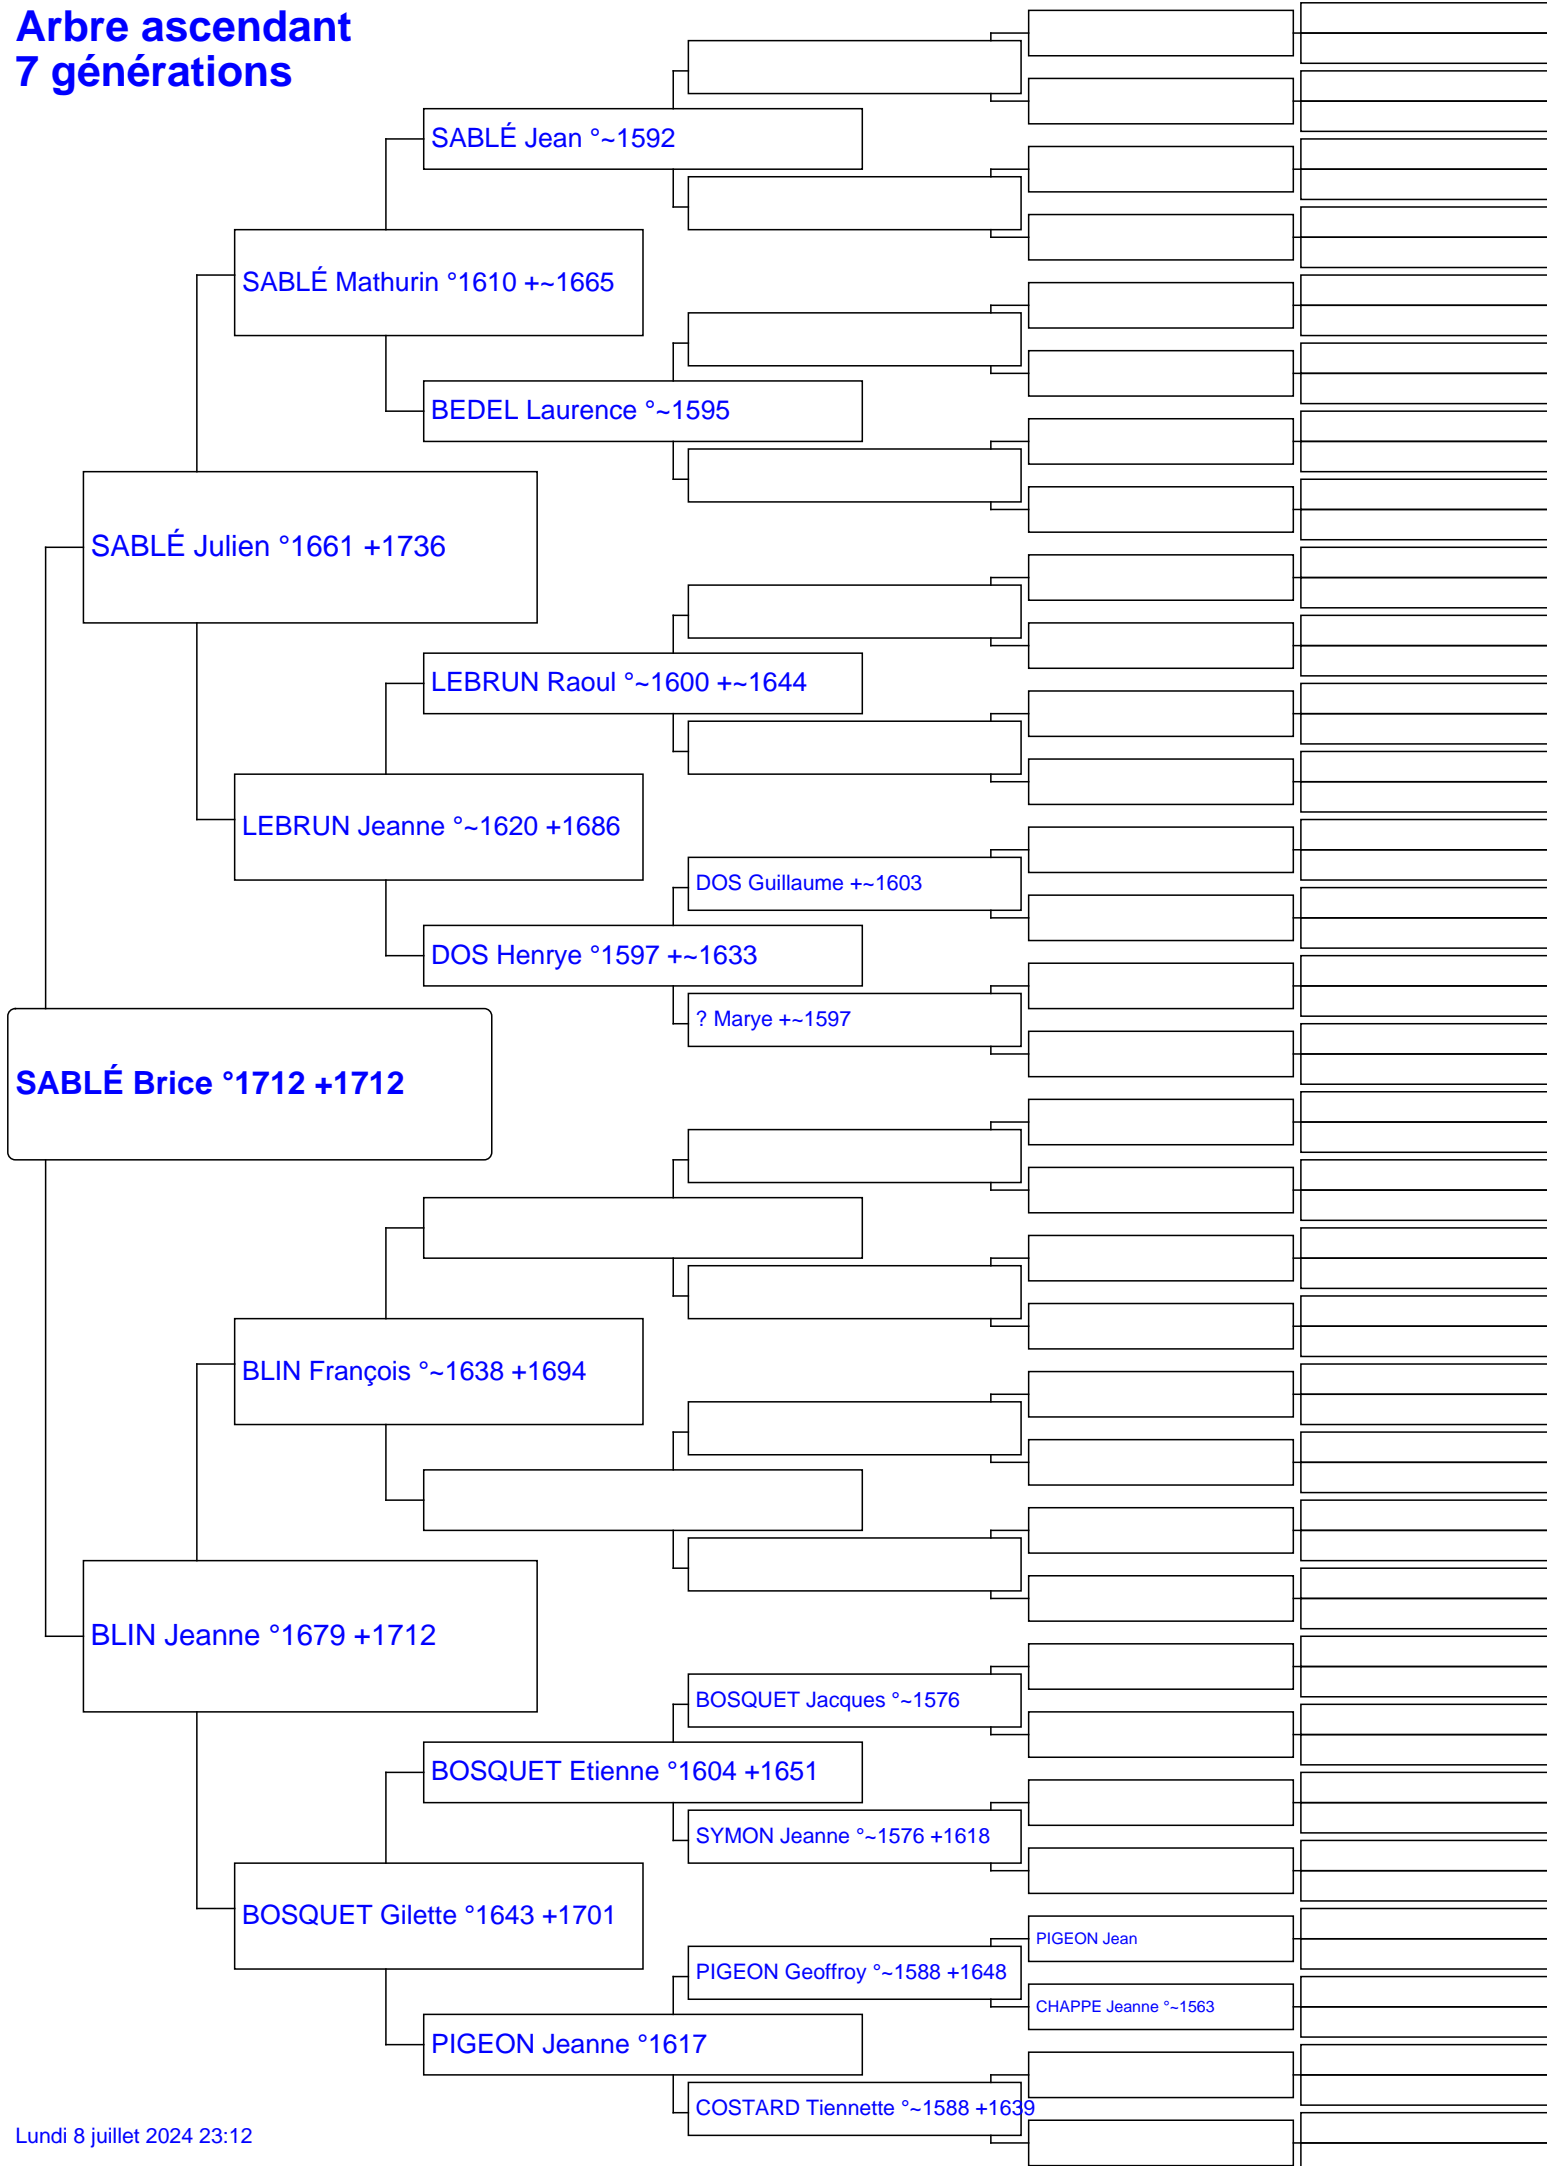 Arbre ascendant
7 générations
SABLÉ Jean °~1592
SABLÉ Mathurin °1610 +~1665
BEDEL Laurence °~1595
SABLÉ Julien °1661 +1736
LEBRUN Raoul °~1600 +~1644
LEBRUN Jeanne °~1620 +1686
DOS Guillaume +~1603
DOS Henrye °1597 +~1633
? Marye +~1597
SABLÉ Brice °1712 +1712
BLIN François °~1638 +1694
BLIN Jeanne °1679 +1712
BOSQUET Jacques °~1576
BOSQUET Etienne °1604 +1651
SYMON Jeanne °~1576 +1618
BOSQUET Gilette °1643 +1701
PIGEON Jean
PIGEON Geoffroy °~1588 +1648
CHAPPE Jeanne °~1563
PIGEON Jeanne °1617
COSTARD Tiennette °~1588 +1639
Lundi 8 juillet 2024 23:12